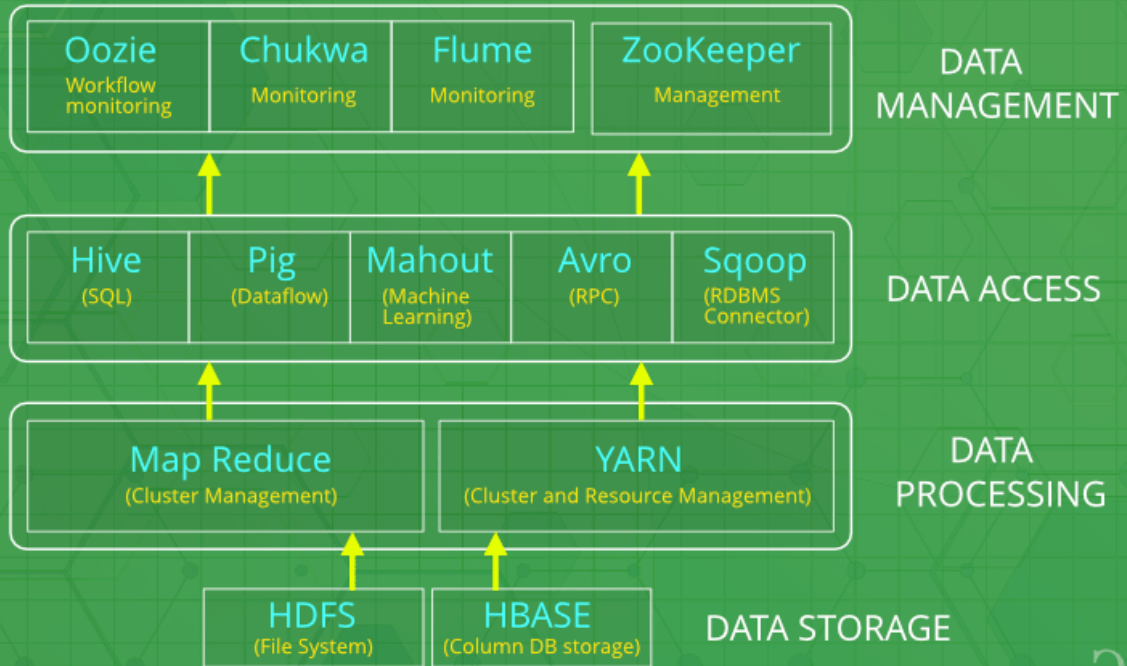 Oozie
Workflow
monitoring
Chukwa
Monitoring
Flume
Monitoring
ZooKeeper
Management
DATA
MANAGEMENT
Hive
(SQL)
Pig
(Dataflow)
Mahout
(Machine
Learning)
Avro
(RPC)
Sqoop
(RDBMS
Connector)
DATA ACCESS
Map Reduce
(Cluster Management)
YARN
(Cluster and Resource Management)
DATA
PROCESSING
HDFS
(File System)
HBASE
(Column DB storage)
DATA STORAGE